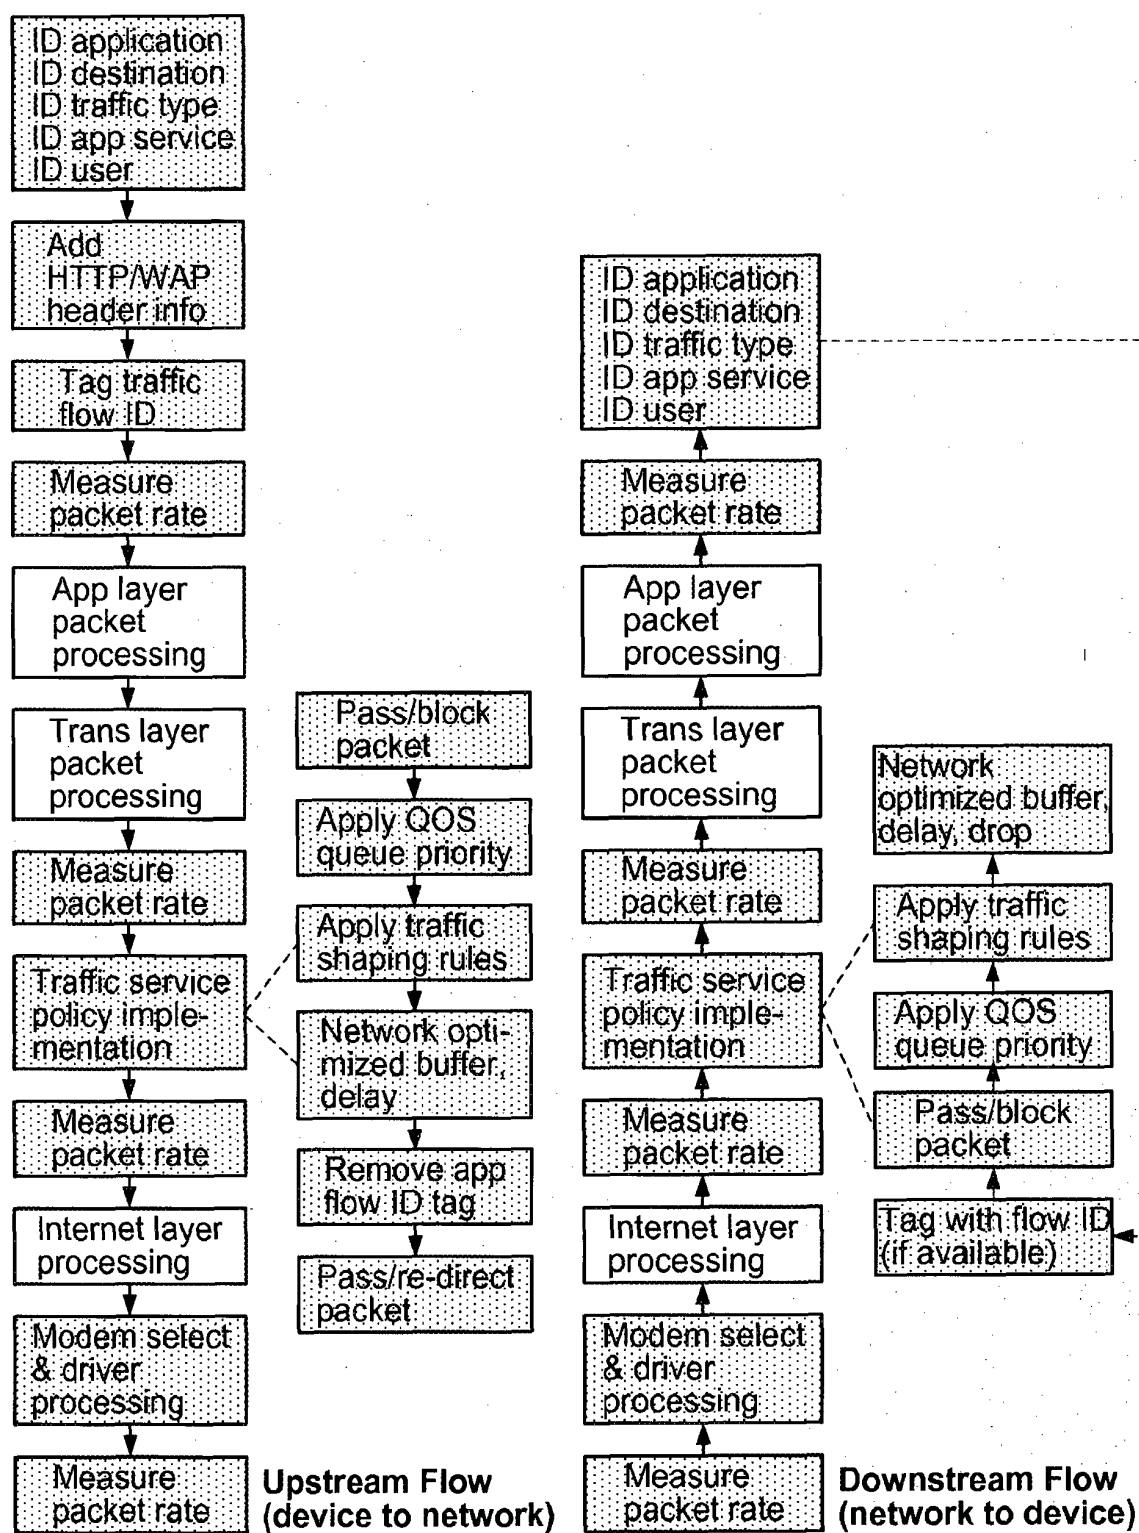 ID application
ID destination
ID traffic type
ID app service
ID user
Add
HTTP/WAP
header info
Tag traffic
flow ID
Measure
packet rate
App layer
packet
processing
Trans layer
packet
processing
Measure
packet rate
Traffic service
policy imple-
mentation
Measure
packet rate
Internet layer
processing
Modem select
& driver
processing
Measure
packet rate
Pass/block
packet
Apply QOS
queue priority
Apply traffic
shaping rules
Network opti-
mized buffer,
delay
Remove app
flow ID tag
Pass/re-direct
packet
Upstream Flow
(device to network)
ID application
ID destination
ID traffic type
ID app service
ID user
Measure
packet rate
App layer
packet
processing
Trans layer
packet
processing
Measure
packet rate
Traffic service
policy imple-
mentation
Measure
packet rate
Internet layer
processing
Modem select
& driver
processing
Measure
packet rate
Network
optimized buffer,
delay, drop
Apply traffic
shaping rules
Apply QOS
queue priority
Pass/block
packet
Tag with flow ID
(if available)
Downstream Flow
(network to device)